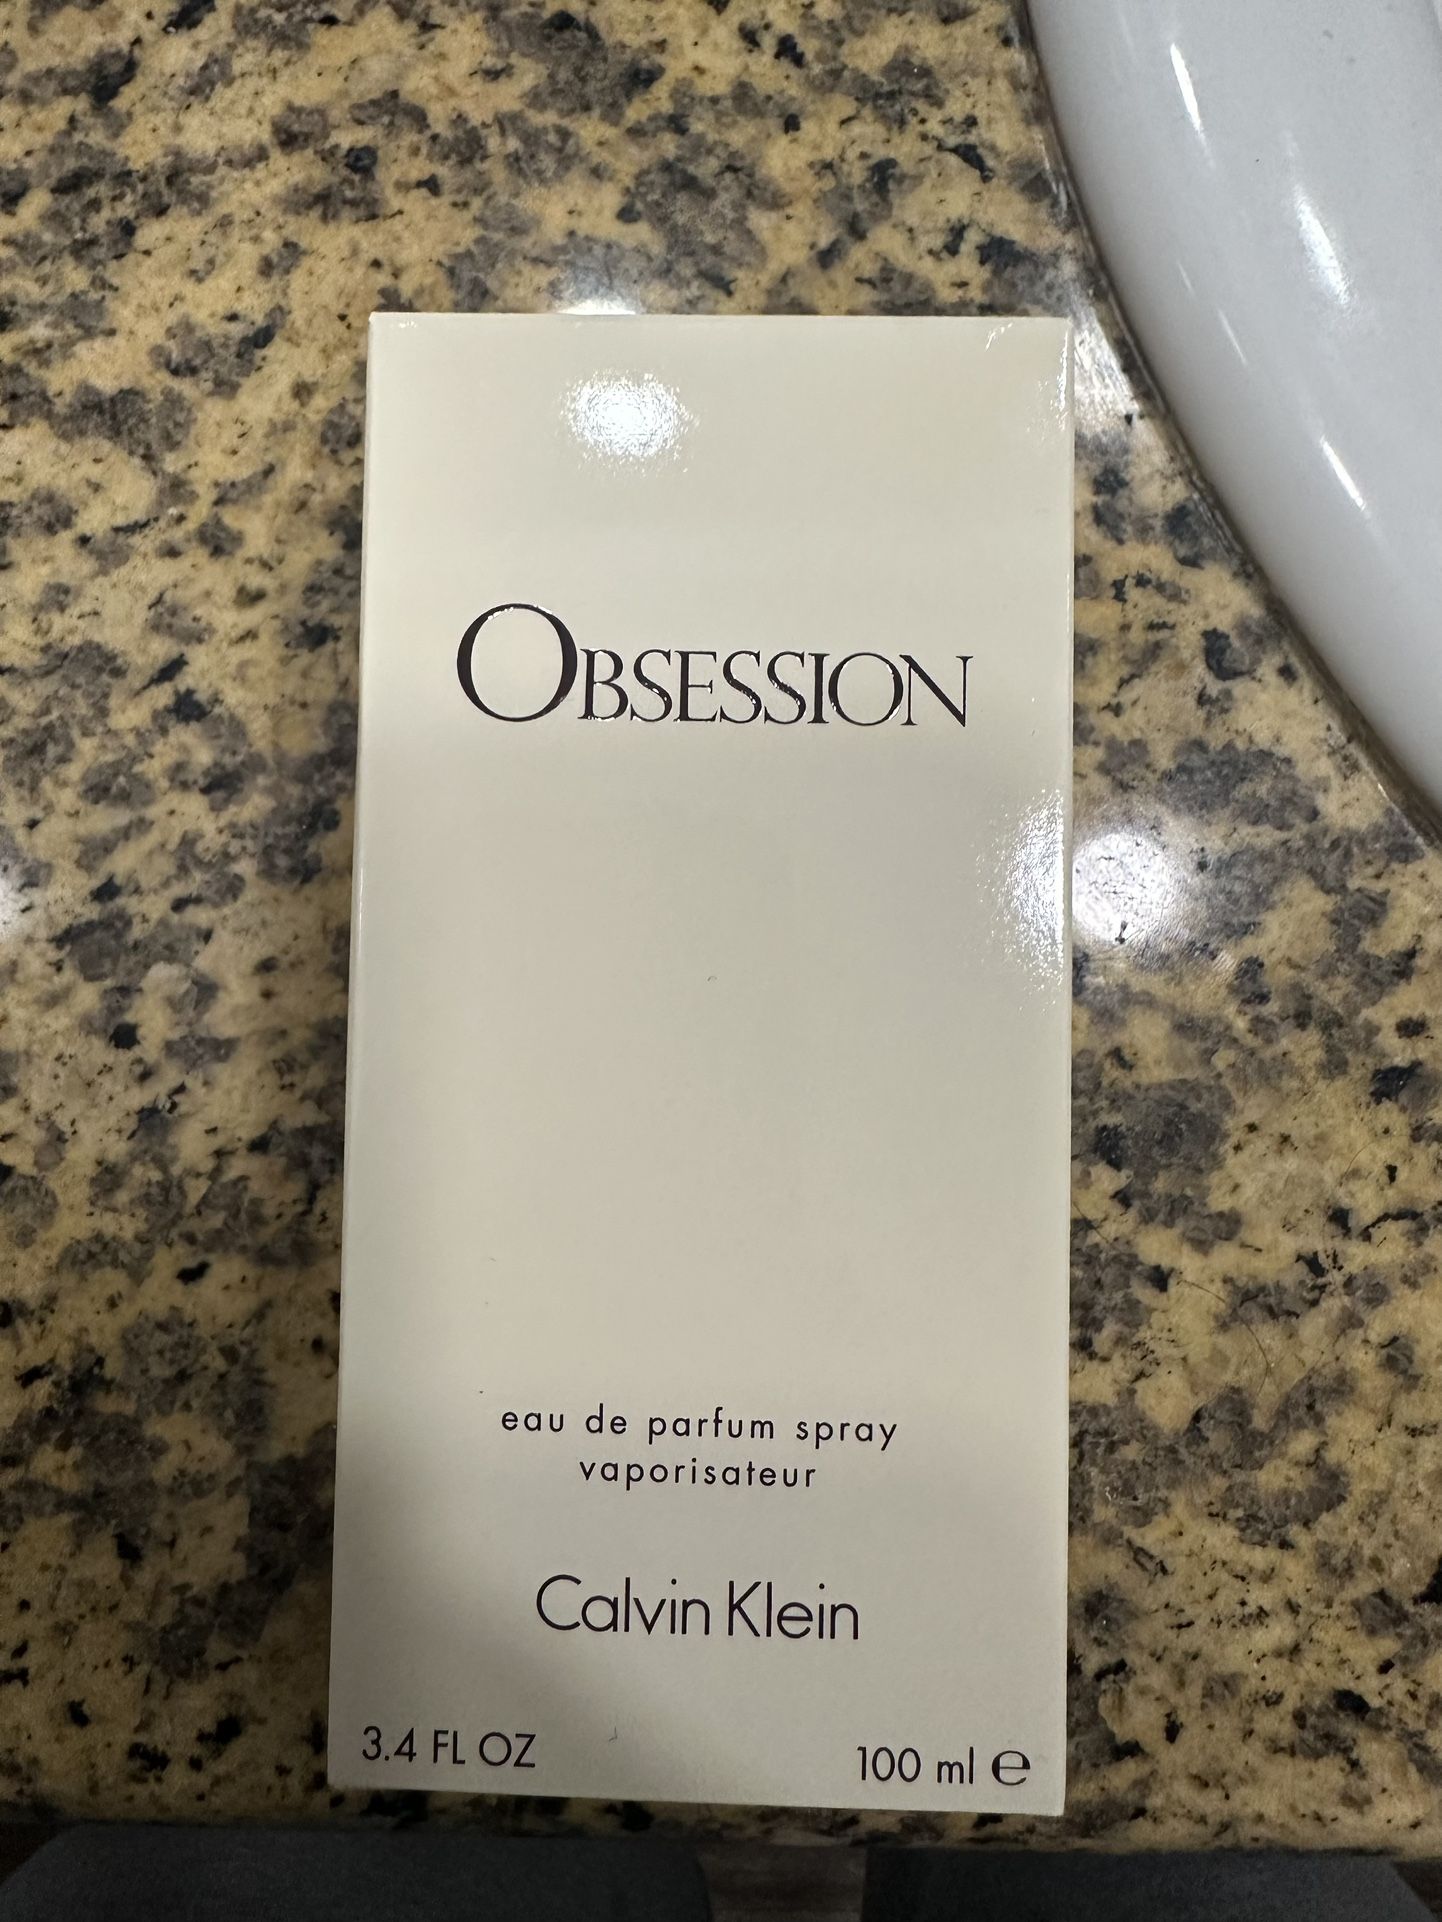 OBSESSION
eau de parfum spray
vaporisateur
Calvin Klein
3.4 FL OZ 100 ml ℮